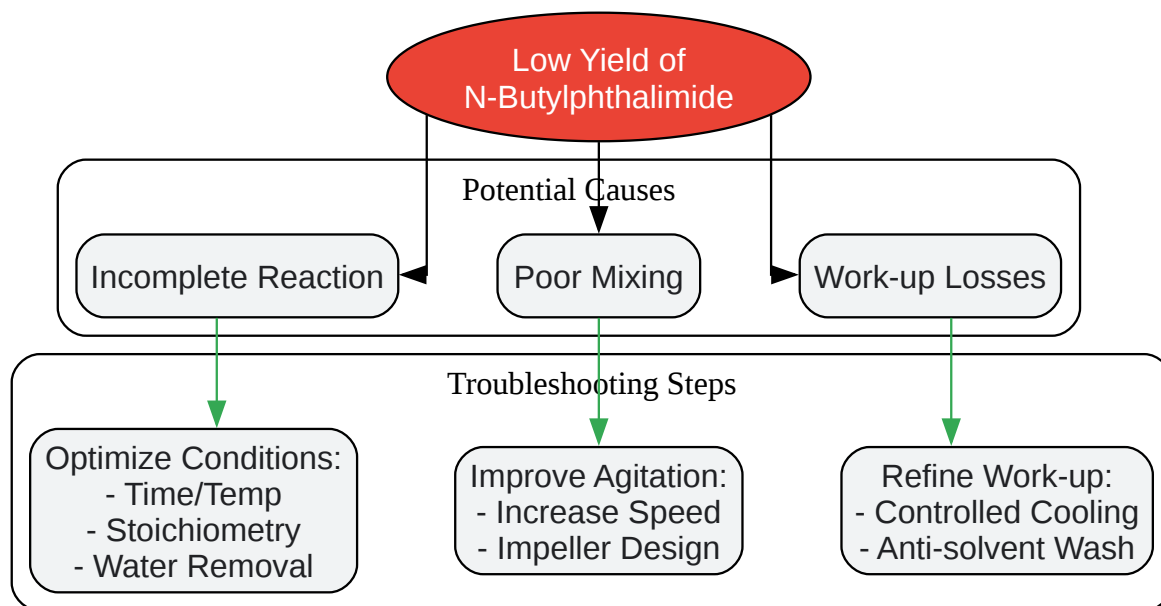 Low Yield of
N-Butylphthalimide
Potential Causes
Incomplete Reaction
Poor Mixing
Work-up Losses
Troubleshooting Steps
Optimize Conditions:
- Time/Temp
- Stoichiometry
- Water Removal
Improve Agitation:
- Increase Speed
- Impeller Design
Refine Work-up:
- Controlled Cooling
- Anti-solvent Wash